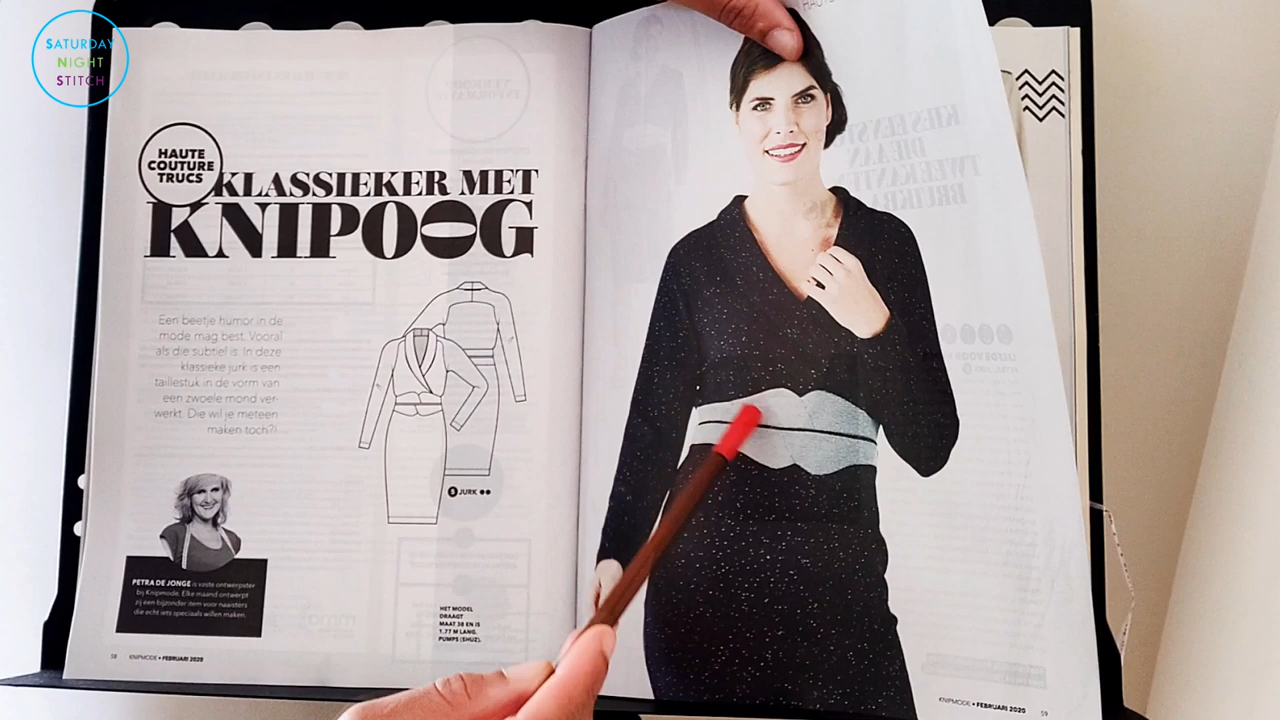 SATURDAY
NIGHT
STITCH
HAUTE
COUTURE
TRUCS
KLASSIEKER MET
KNIPOOG
Een beetje humor in de
mode mag best. Vooral
als die subtiel is. In deze
klassieke jurk is een
taillestuk in de vorm van
een zwoele mond ver-
werkt. Die wil je meteen
maken toch?!
5 JURK ●●
PETRA DE JONGE is vaste ontwerpster
bij Knipmode. Elke maand ontwerpt
zij een bijzonder item voor naaisters
die echt iets speciaals willen maken.
HET MODEL
DRAAGT
MAAT 38 EN IS
1.77 M LANG.
PUMPS (SHUZ).
58 KNIPMODE • FEBRUARI 2020
KNIPMODE • FEBRUARI 2020 59